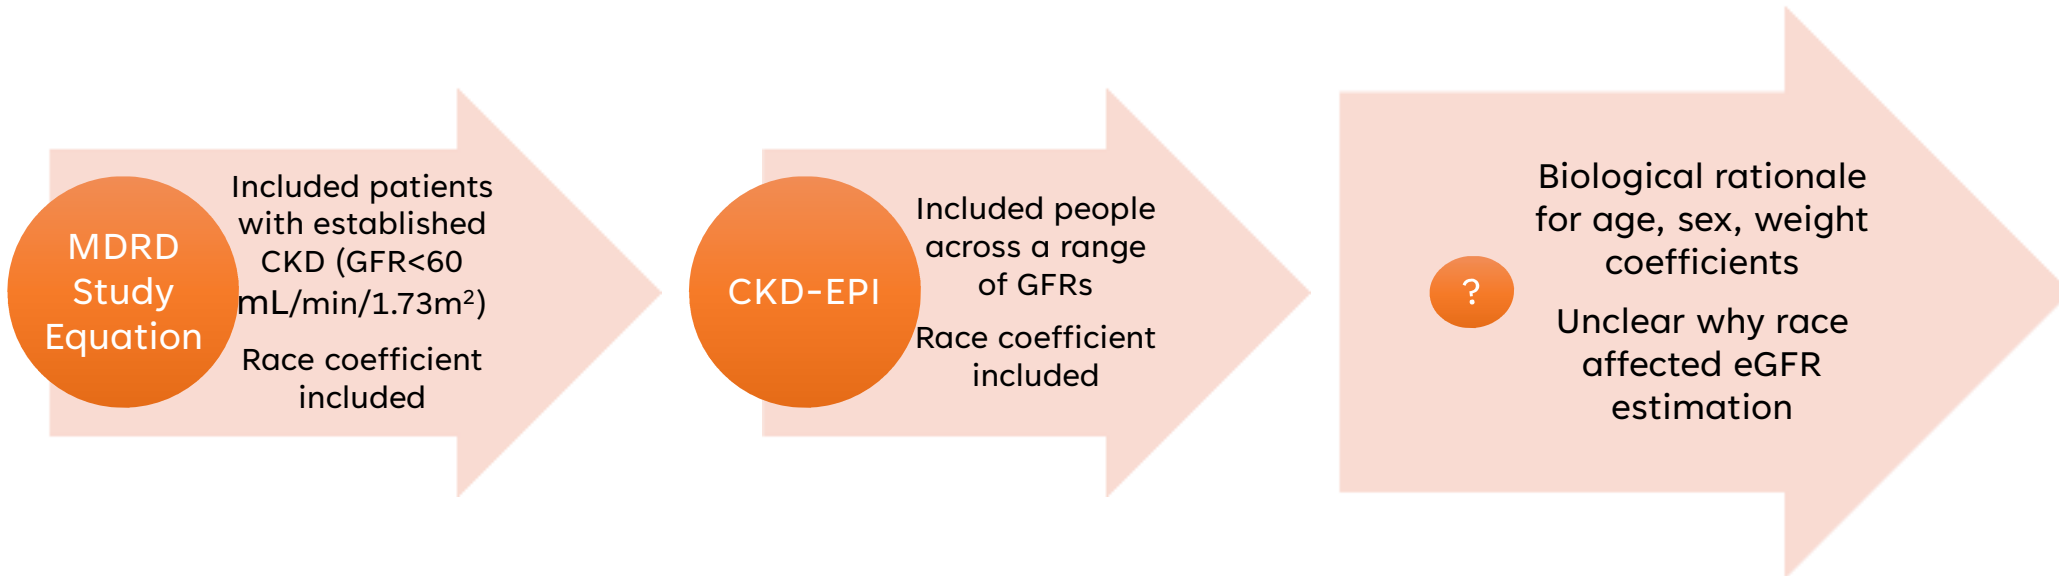 MDRD
Study
Equation
Included patients
with established
CKD (GFR<60
mL/min/1.73m²)
Race coefficient
included
CKD-EPI
Included people
across a range
of GFRs
Race coefficient
included
?
Biological rationale
for age, sex, weight
coefficients
Unclear why race
affected eGFR
estimation